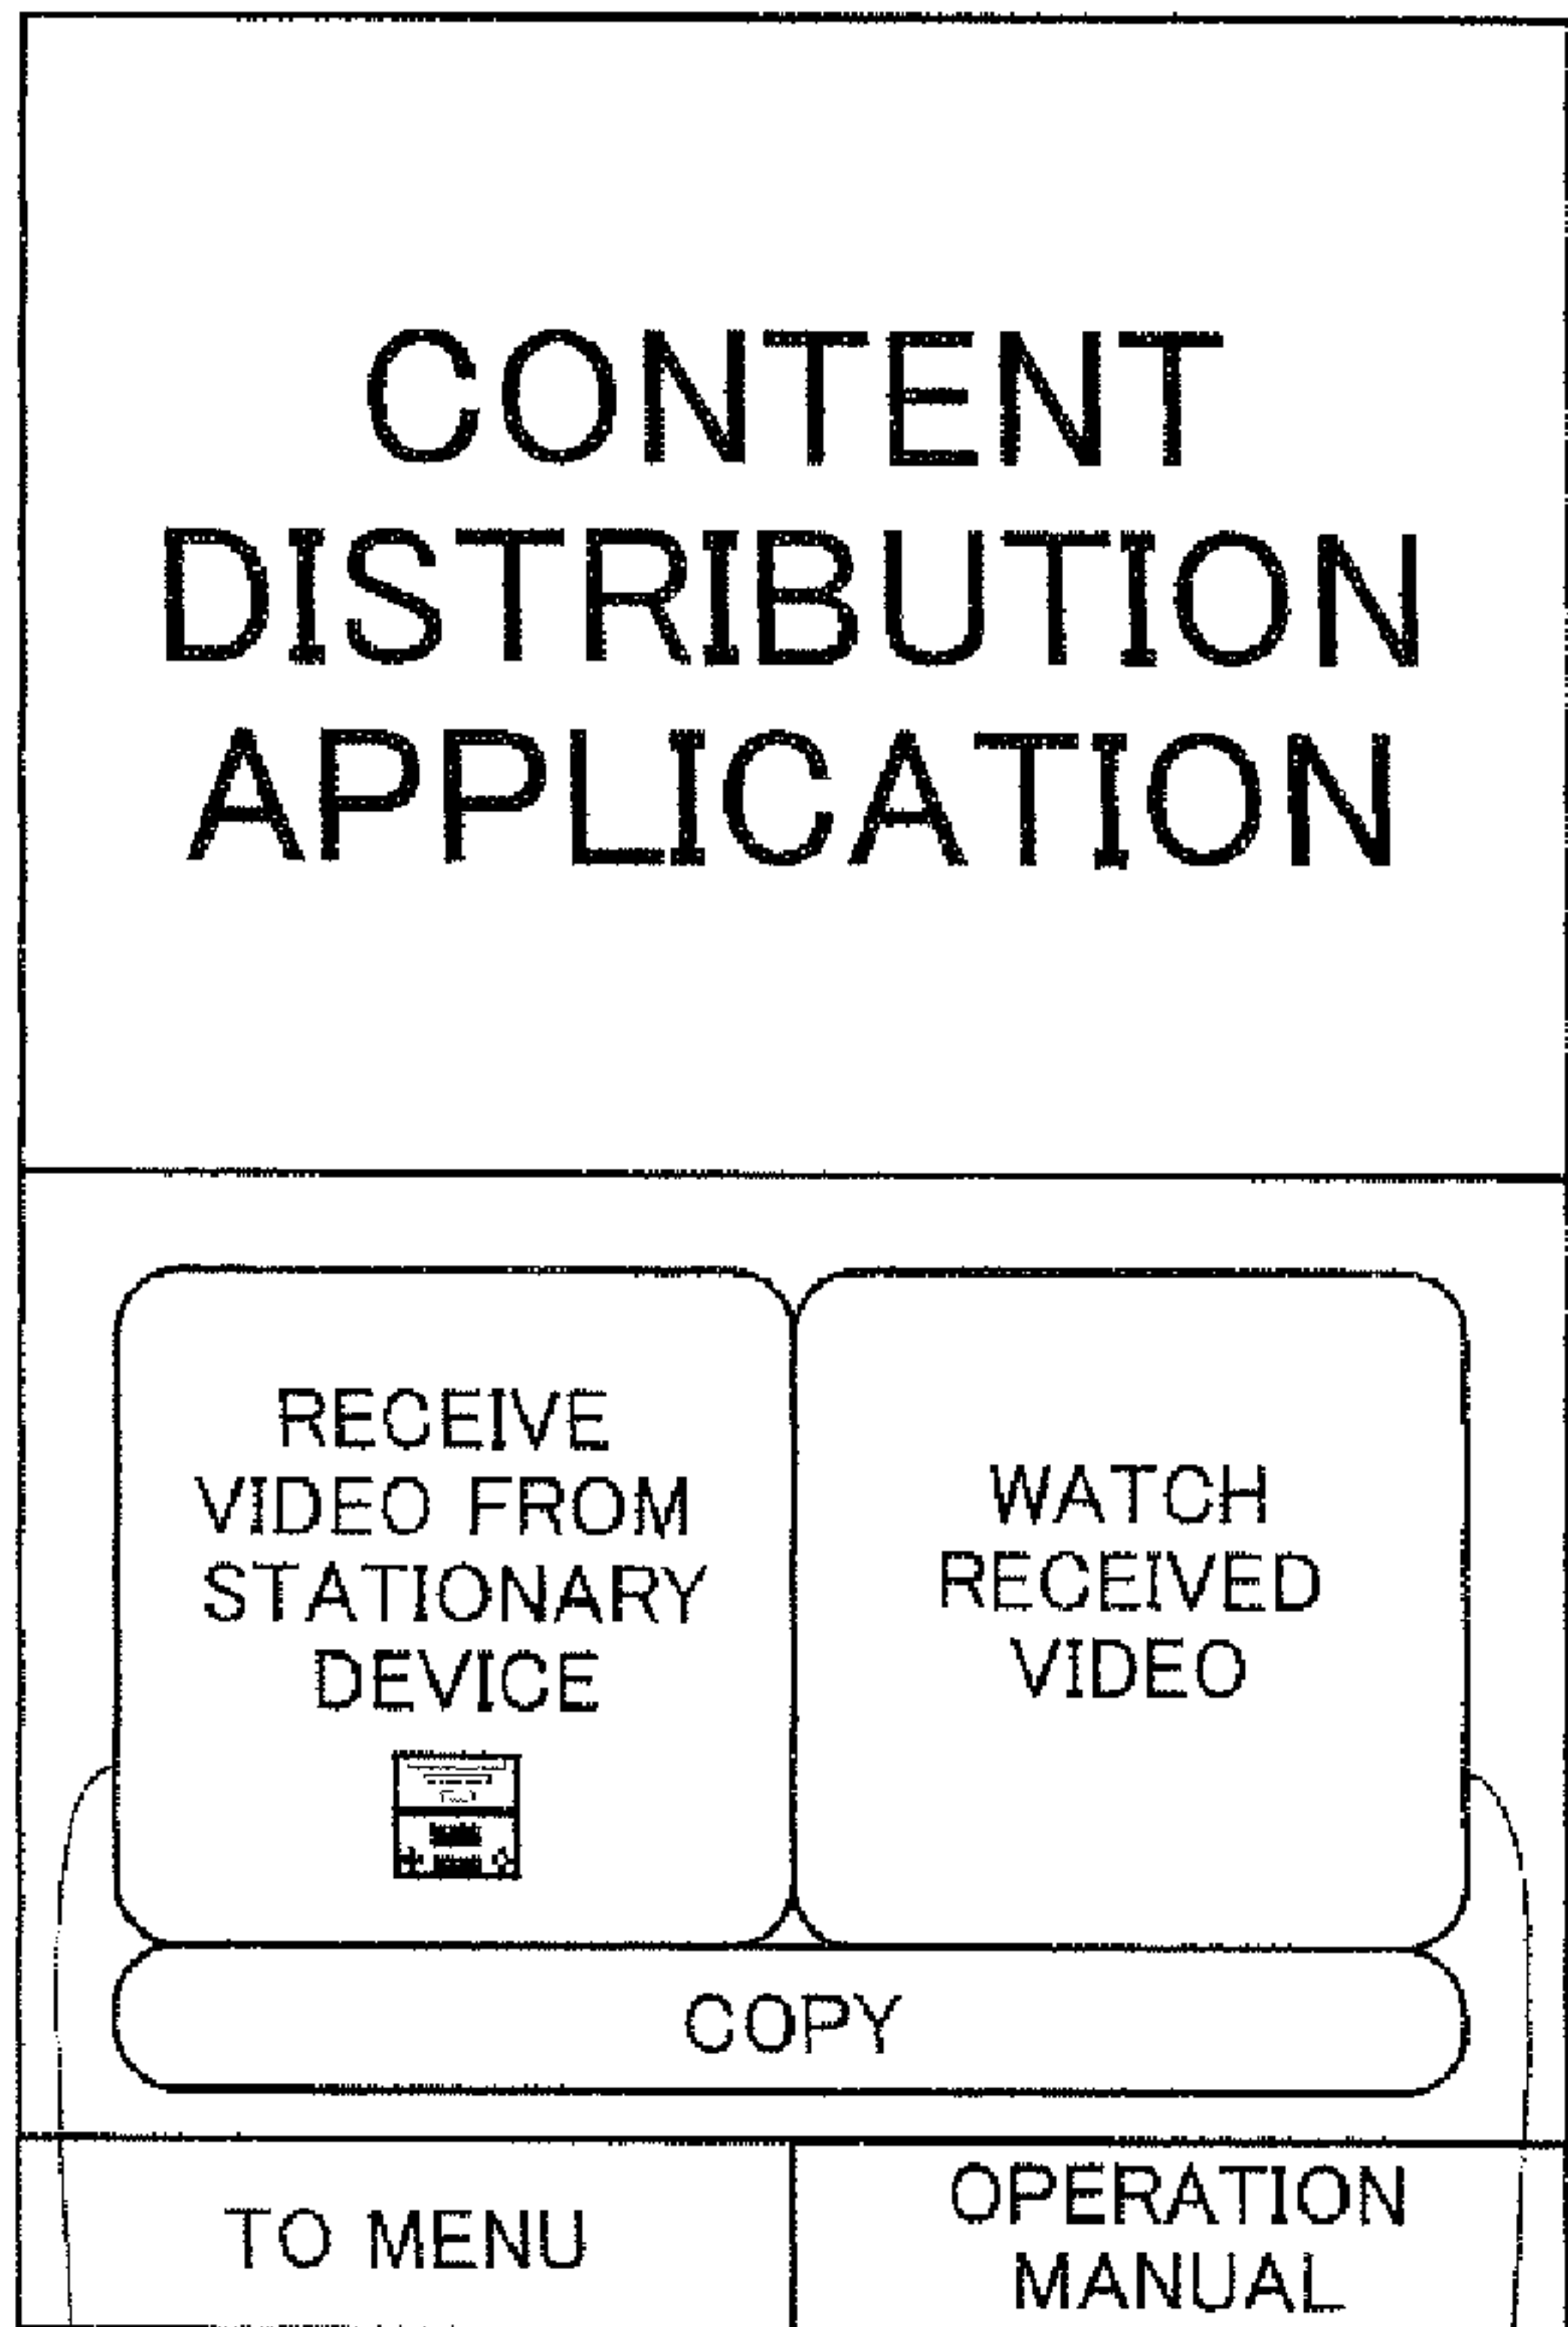 CONTENT
DISTRIBUTION
APPLICATION
RECEIVE
VIDEO FROM
STATIONARY
DEVICE
WATCH
RECEIVED
VIDEO
COPY
TO MENU
OPERATION
MANUAL